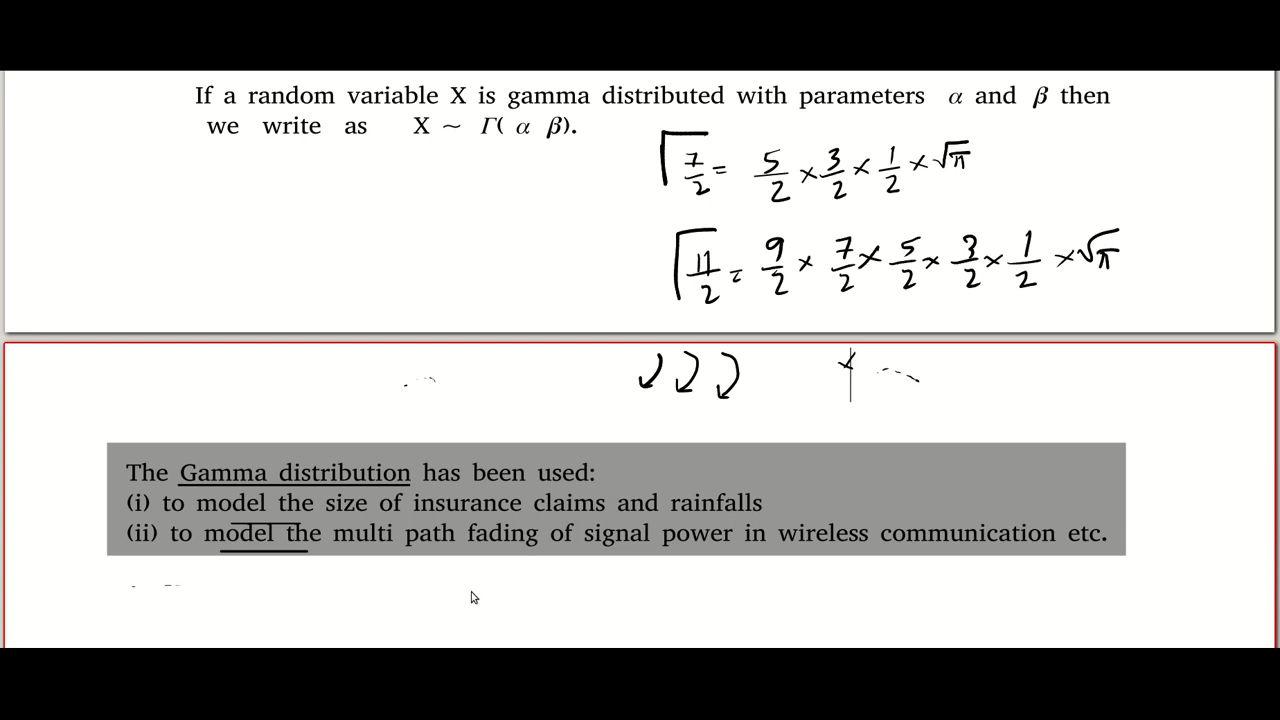 If a random variable X is gamma distributed with parameters α and β then
we write as X ~ Γ( α β).
Γ7/2 = 5/2 × 3/2 × 1/2 × √π
Γ11/2 = 9/2 × 7/2 × 5/2 × 3/2 × 1/2 × √π
The Gamma distribution has been used:
(i) to model the size of insurance claims and rainfalls
(ii) to model the multi path fading of signal power in wireless communication etc.